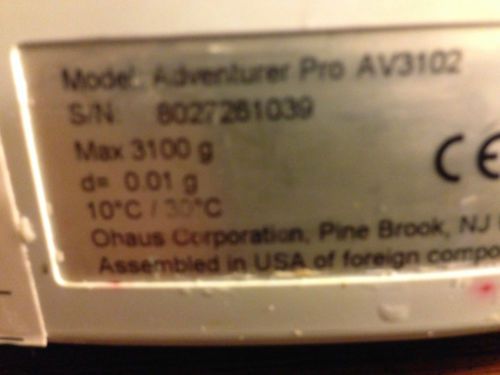 Model: Adventurer Pro AV3102
S/N: 8027261039
Max 3100 g
d= 0.01 g
10°C / 30°C
CE
Ohaus Corporation, Pine Brook, NJ
Assembled in USA of foreign compo